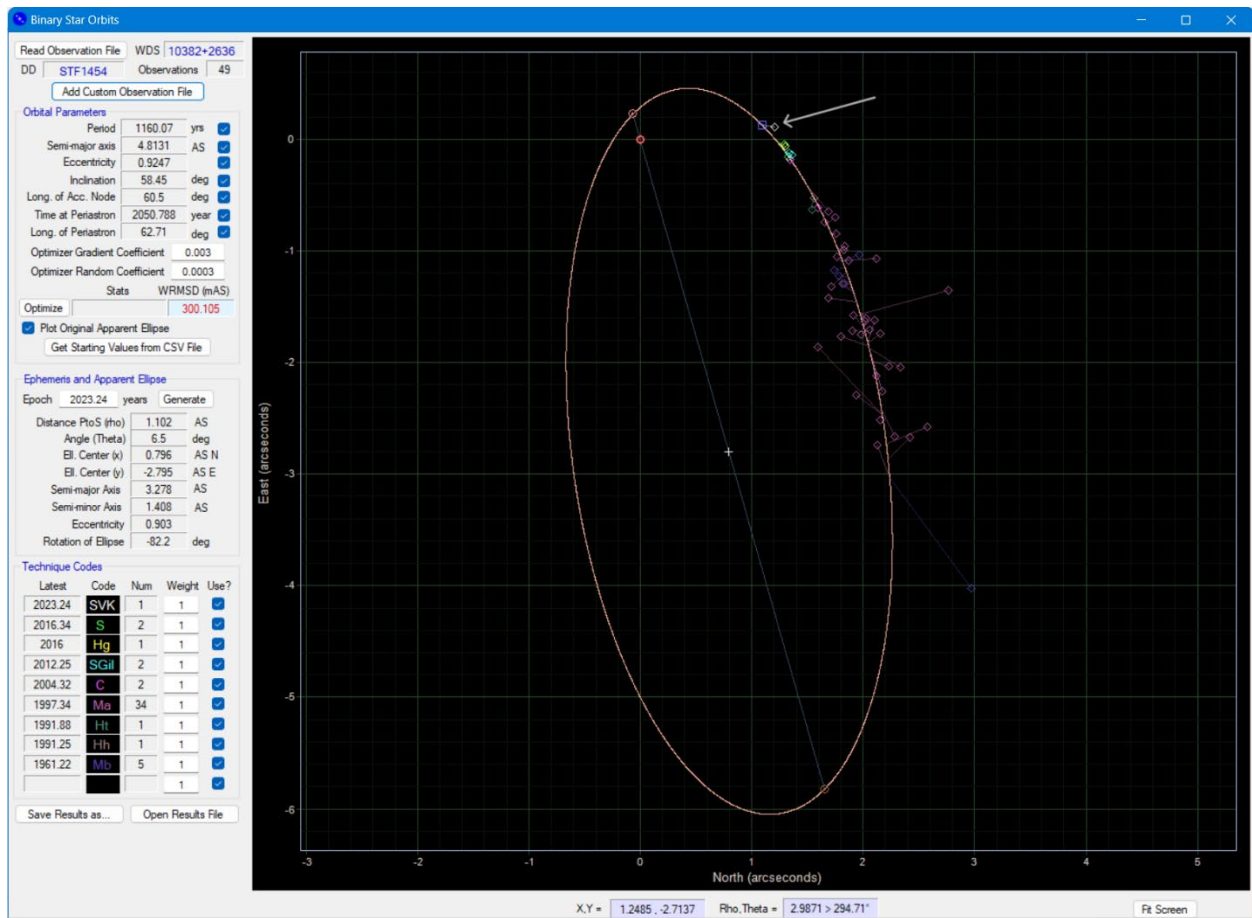 Binary Star Orbits
Read Observation File WDS 10382+2636
DD STF1454 Observations 49
Add Custom Observation File
Orbital Parameters
Period 1160.07 yrs
Semi-major axis 4.8131 AS
Eccentricity 0.9247
Inclination 58.45 deg
Long. of Acc. Node 60.5 deg
Time at Periastron 2050.788 year
Long. of Periastron 62.71 deg
Optimizer Gradient Coefficient 0.003
Optimizer Random Coefficient 0.0003
Stats WRMSD (mAS)
Optimize 300.105
Plot Original Apparent Ellipse
Get Starting Values from CSV File
Ephemeris and Apparent Ellipse
Epoch 2023.24 years Generate
Distance PtoS (rho) 1.102 AS
Angle (Theta) 6.5 deg
Ell. Center (x) 0.796 AS N
Ell. Center (y) -2.795 AS E
Semi-major Axis 3.278 AS
Semi-minor Axis 1.408 AS
Eccentricity 0.903
Rotation of Ellipse -82.2 deg
Technique Codes
Latest Code Num Weight Use?
2023.24 SVK 1 1
2016.34 S 2 1
2016 Hg 1 1
2012.25 SGil 2 1
2004.32 C 2 1
1997.34 Ma 34 1
1991.88 Ht 1 1
1991.25 Hh 1 1
1961.22 Mb 5 1
1
Save Results as... Open Results File
East (arcseconds)
0
-1
-2
-3
-4
-5
-6
-3 -2 -1 0 1 2 3 4 5
North (arcseconds)
X,Y = 1.2485 , -2.7137 Rho,Theta = 2.9871 > 294.71° Fit Screen